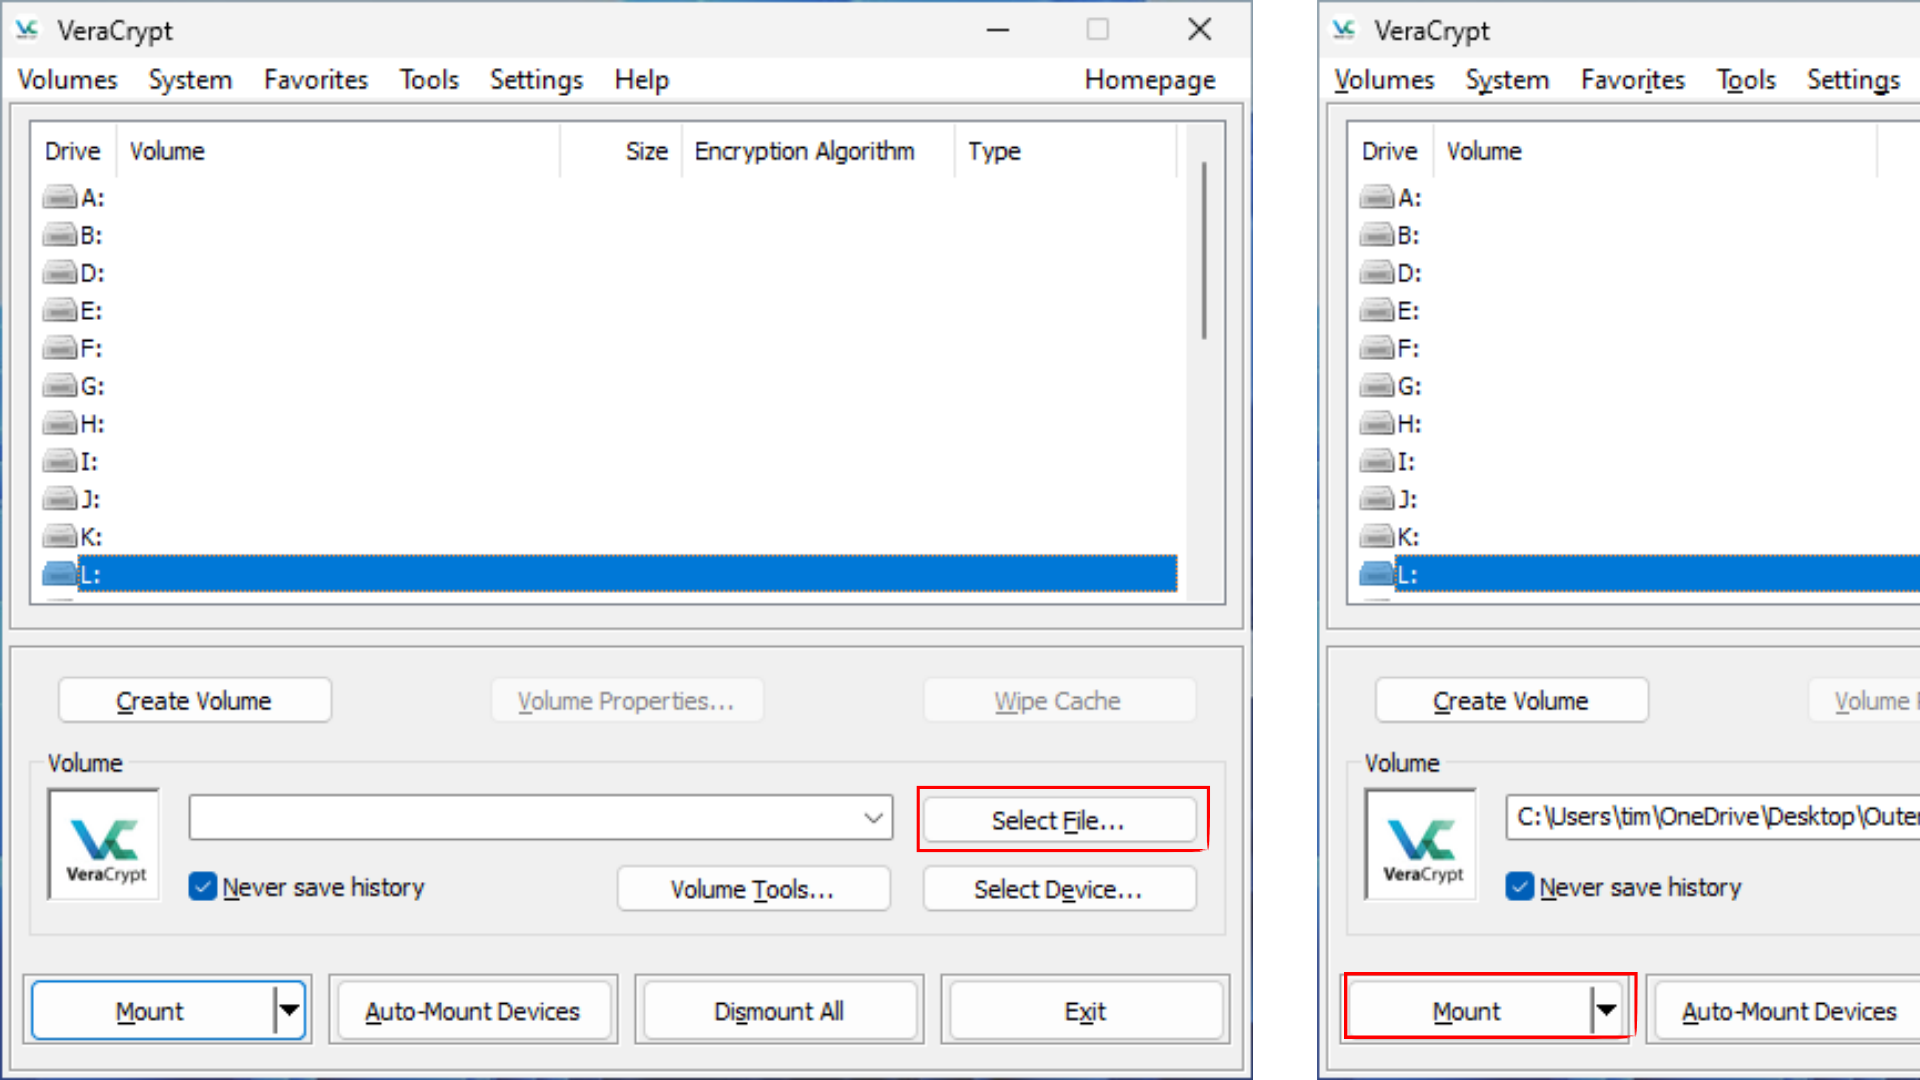 VeraCrypt
Volumes System Favorites Tools Settings Help Homepage
Drive Volume Size Encryption Algorithm Type
A:
B:
D:
E:
F:
G:
H:
I:
J:
K:
L:
Create Volume Volume Properties... Wipe Cache
Volume
VeraCrypt
Select File...
Never save history
Volume Tools... Select Device...
Mount Auto-Mount Devices Dismount All Exit
VeraCrypt
Volumes System Favorites Tools Settings
Drive Volume
A:
B:
D:
E:
F:
G:
H:
I:
J:
K:
L:
Create Volume Volume
Volume
VeraCrypt
C:\Users\tim\OneDrive\Desktop\Outer
Never save history
Mount Auto-Mount Devices